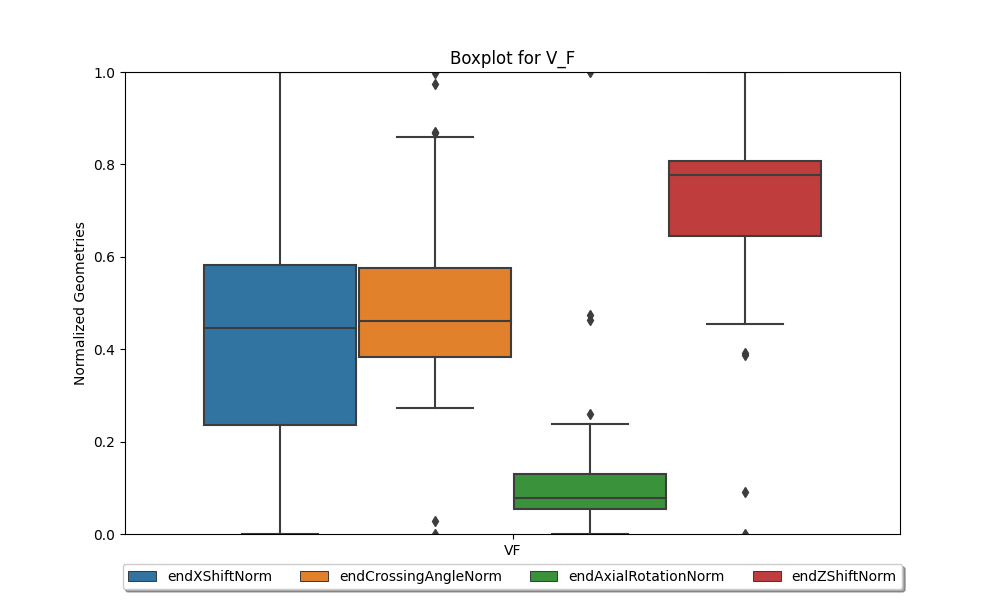 Boxplot for V_F
1.0
0.8
0.6
0.4
0.2
0.0
Normalized Geometries
VF
endXShiftNorm endCrossingAngleNorm endAxialRotationNorm endZShiftNorm